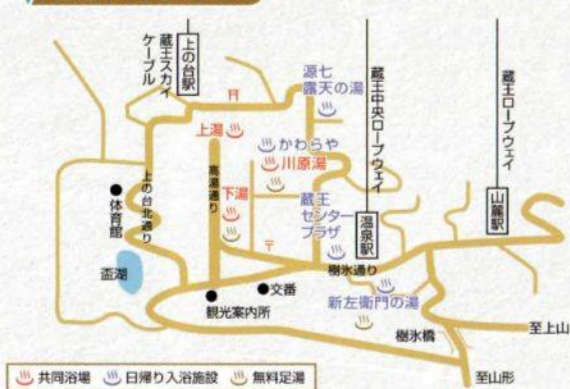 上の台駅
蔵王スカイ
ケーブル
源七
露天の湯
蔵王中央ロープウェイ
蔵王ロープウェイ
上湯
かわらや
川原湯
上の台北通り
高湯通り
体育館
下湯
蔵王
センター
プラザ
温泉駅
山麓駅
盃湖
樹氷通り
交番
観光案内所
新左衛門の湯
樹氷橋
至上山
至山形
共同浴場 日帰り入浴施設 無料足湯